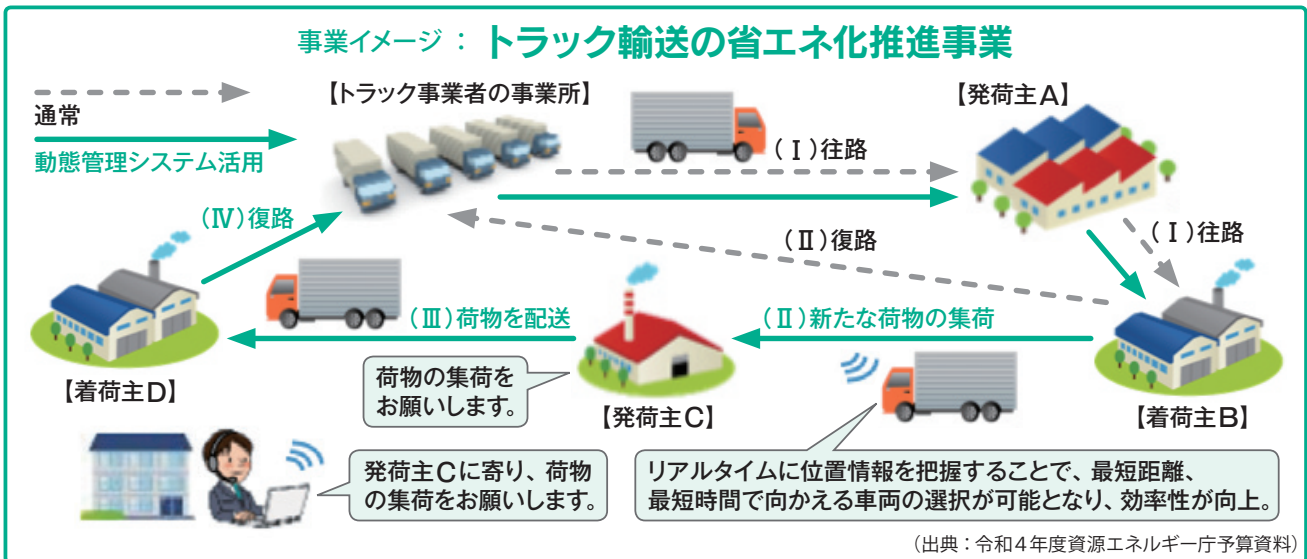 事業イメージ : トラック輸送の省エネ化推進事業
通常
動態管理システム活用
【トラック事業者の事業所】
【発荷主A】
(Ⅰ)往路
(Ⅳ)復路
(Ⅱ)復路
(Ⅰ)往路
(Ⅲ)荷物を配送
(Ⅱ)新たな荷物の集荷
【着荷主D】
荷物の集荷を
お願いします。
【発荷主C】
【着荷主B】
発荷主Cに寄り、荷物
の集荷をお願いします。
リアルタイムに位置情報を把握することで、最短距離、
最短時間で向かえる車両の選択が可能となり、効率性が向上。
(出典:令和4年度資源エネルギー庁予算資料)